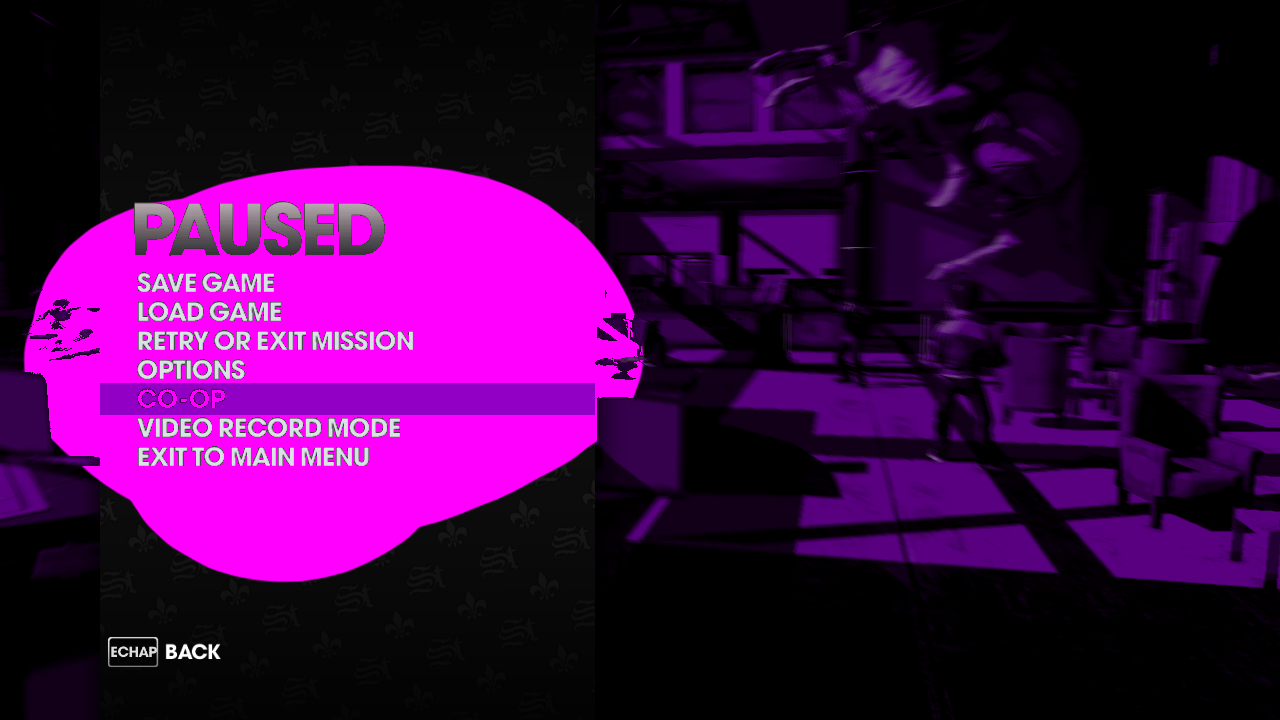 PAUSED
SAVE GAME
LOAD GAME
RETRY OR EXIT MISSION
OPTIONS
CO-OP
VIDEO RECORD MODE
EXIT TO MAIN MENU
ECHAP BACK